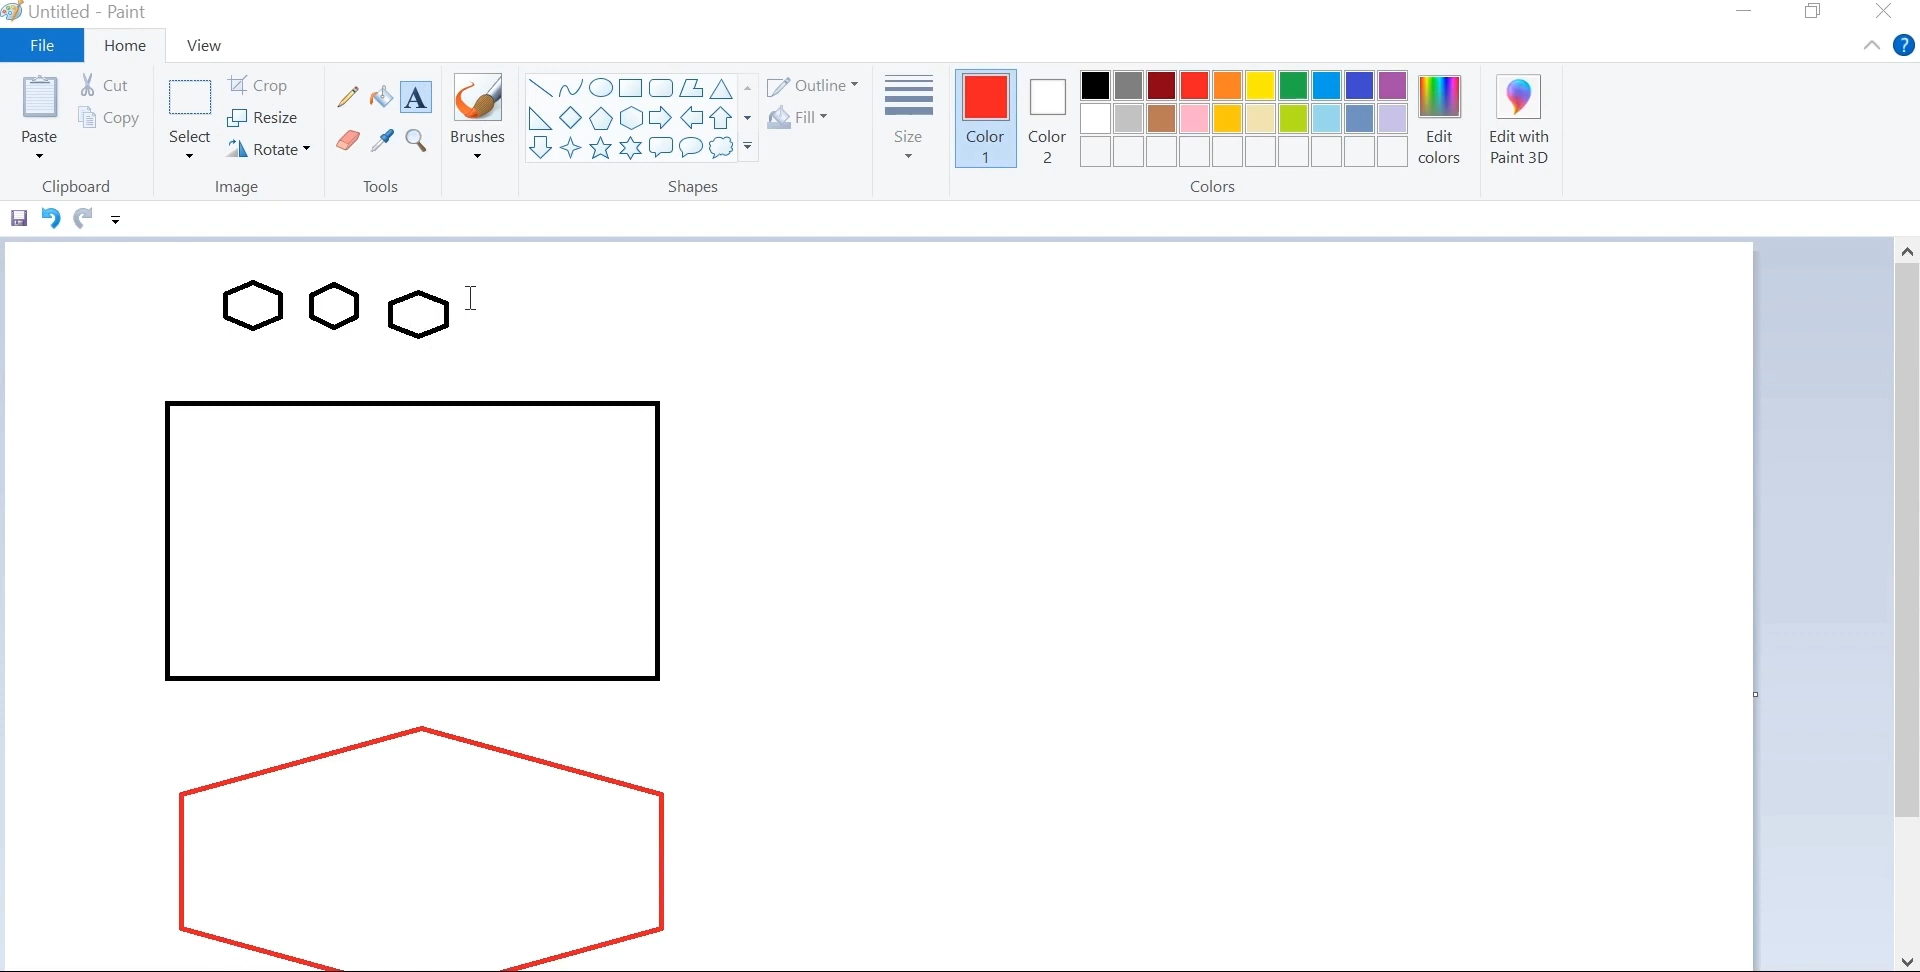 Untitled - Paint
File Home View
Paste
Cut
Copy
Clipboard
Select
Crop
Resize
Rotate
Image
A
Tools
Brushes
Outline
Fill
Shapes
Size
Color
1
Color
2
Edit
colors
Colors
Edit with
Paint 3D
?